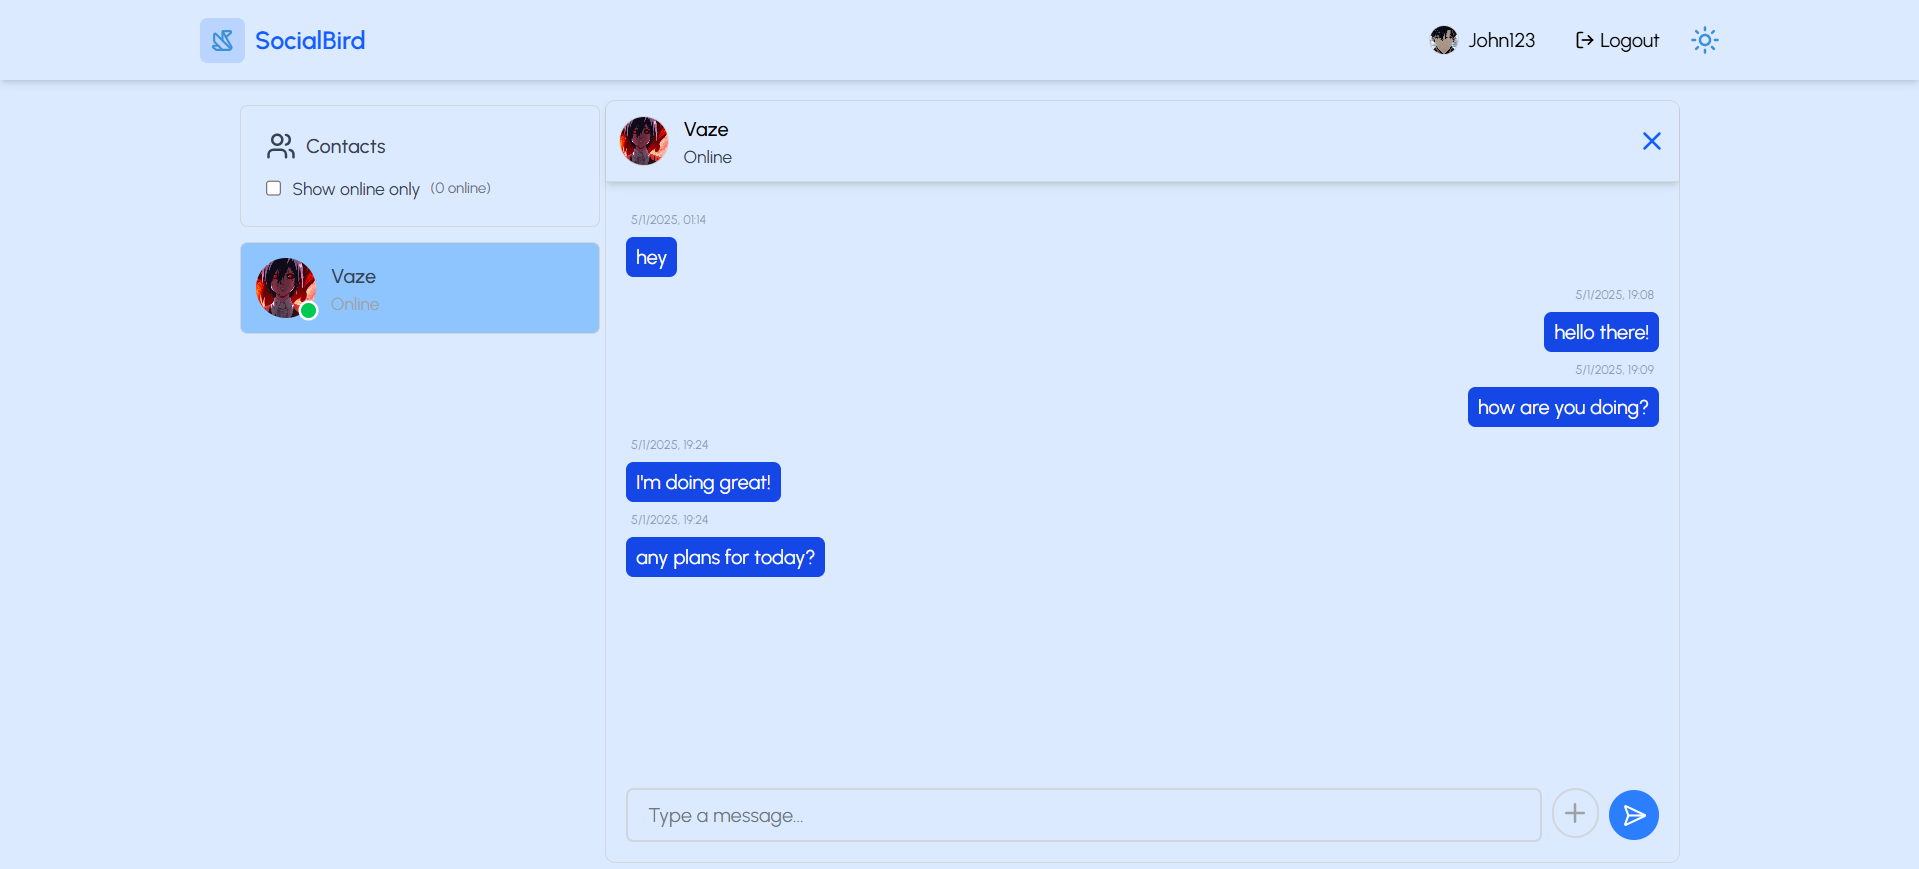 SocialBird
John123
Logout
Contacts
Show online only (0 online)
Vaze
Online
Vaze
Online
5/1/2025, 01:14
hey
5/1/2025, 19:08
hello there!
5/1/2025, 19:09
how are you doing?
5/1/2025, 19:24
I'm doing great!
5/1/2025, 19:24
any plans for today?
Type a message...